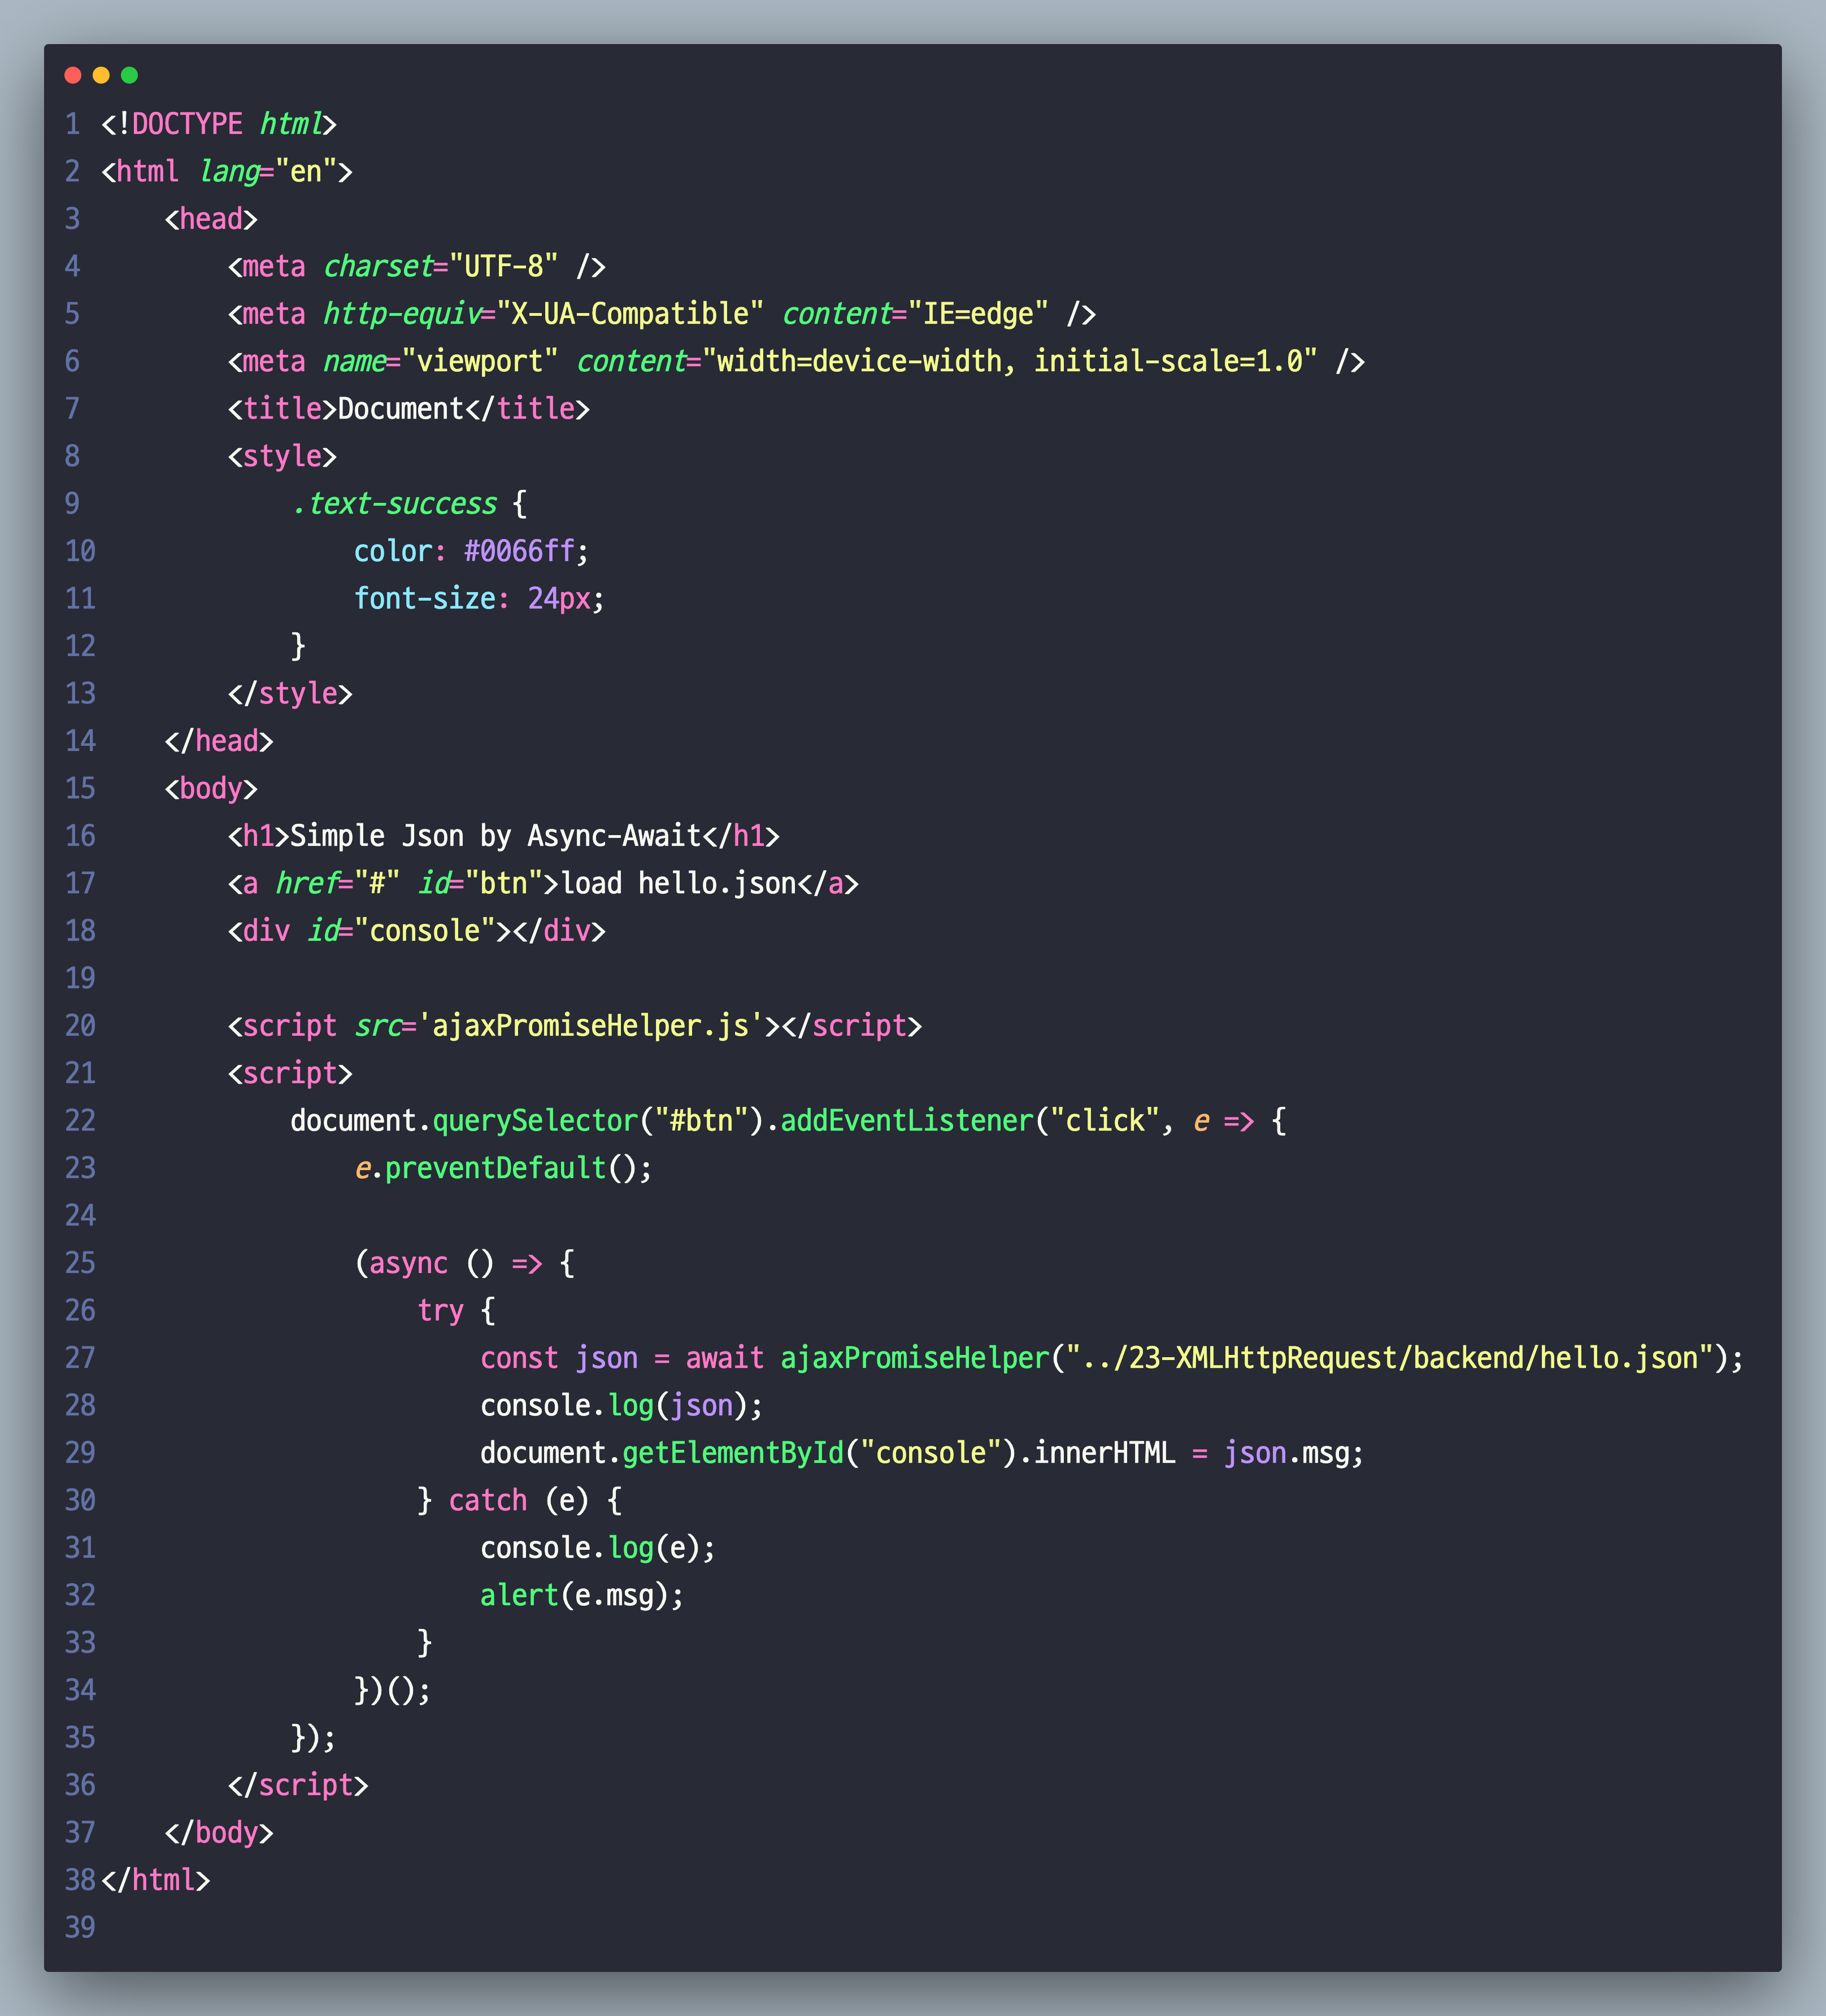 1 <!DOCTYPE html>
2 <html lang="en">
3     <head>
4         <meta charset="UTF-8" />
5         <meta http-equiv="X-UA-Compatible" content="IE=edge" />
6         <meta name="viewport" content="width=device-width, initial-scale=1.0" />
7         <title>Document</title>
8         <style>
9             .text-success {
10                 color: #0066ff;
11                 font-size: 24px;
12             }
13         </style>
14     </head>
15     <body>
16         <h1>Simple Json by Async-Await</h1>
17         <a href="#" id="btn">load hello.json</a>
18         <div id="console"></div>
19
20         <script src='ajaxPromiseHelper.js'></script>
21         <script>
22             document.querySelector("#btn").addEventListener("click", e => {
23                 e.preventDefault();
24
25                 (async () => {
26                     try {
27                         const json = await ajaxPromiseHelper("../23-XMLHttpRequest/backend/hello.json");
28                         console.log(json);
29                         document.getElementById("console").innerHTML = json.msg;
30                     } catch (e) {
31                         console.log(e);
32                         alert(e.msg);
33                     }
34                 })();
35             });
36         </script>
37     </body>
38 </html>
39